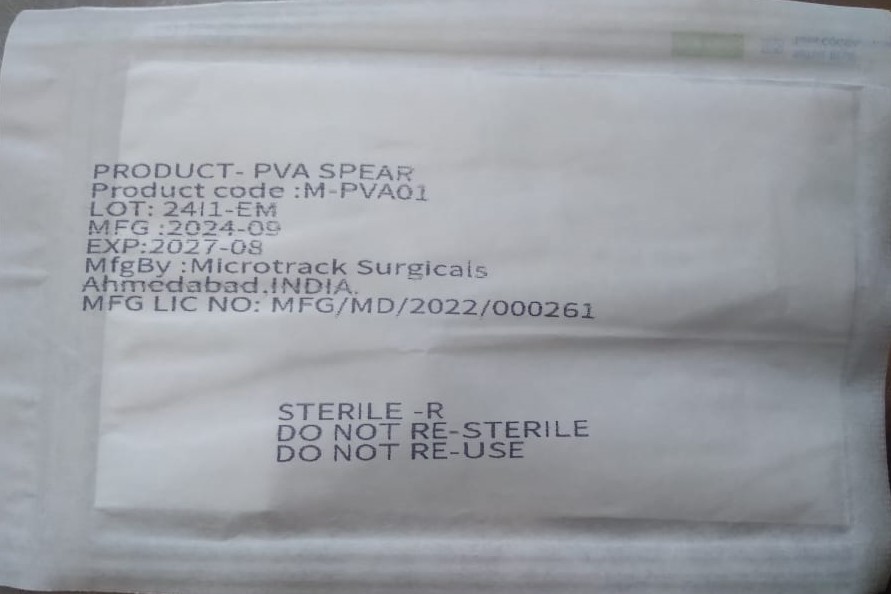 PRODUCT- PVA SPEAR
Product code :M-PVA01
LOT: 24I1-EM
MFG :2024-09
EXP:2027-08
MfgBy :Microtrack Surgicals
Ahmedabad,INDIA.
MFG LIC NO: MFG/MD/2022/000261
STERILE -R
DO NOT RE-STERILE
DO NOT RE-USE